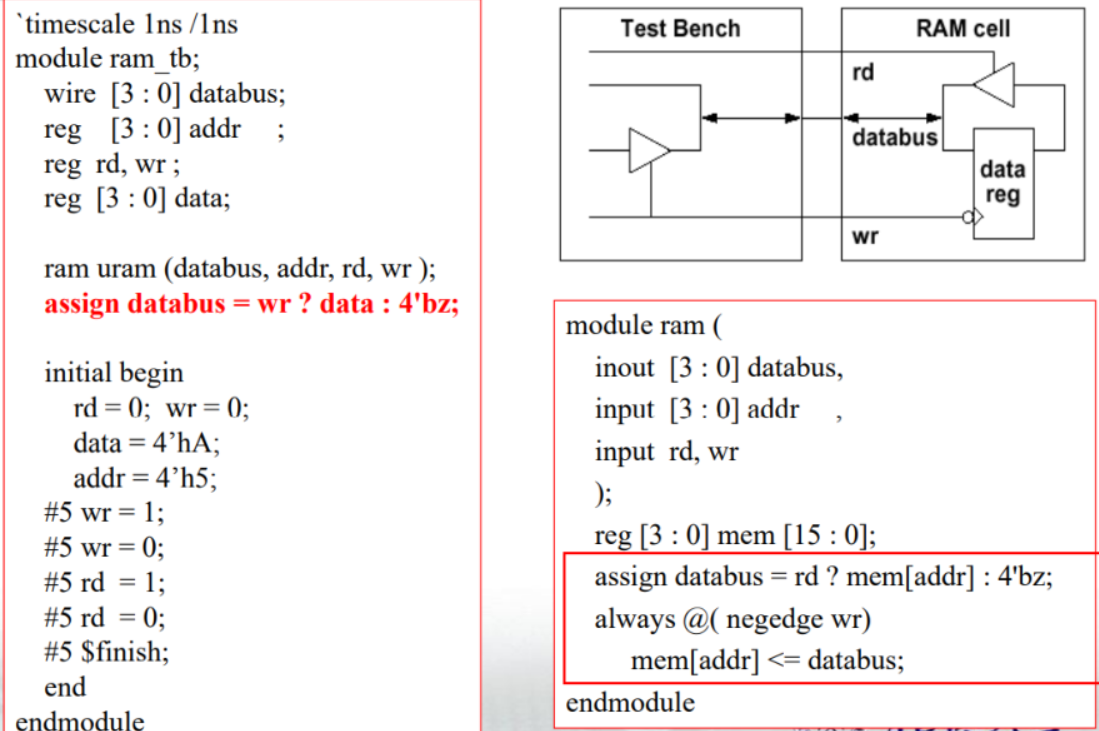 `timescale 1ns /1ns
module ram_tb;
wire [3 : 0] databus;
reg [3 : 0] addr ;
reg rd, wr ;
reg [3 : 0] data;
ram uram (databus, addr, rd, wr );
assign databus = wr ? data : 4'bz;
initial begin
rd = 0; wr = 0;
data = 4’hA;
addr = 4’h5;
#5 wr = 1;
#5 wr = 0;
#5 rd = 1;
#5 rd = 0;
#5 $finish;
end
endmodule
Test Bench
RAM cell
rd
databus
data
reg
wr
module ram (
inout [3 : 0] databus,
input [3 : 0] addr ,
input rd, wr
);
reg [3 : 0] mem [15 : 0];
assign databus = rd ? mem[addr] : 4'bz;
always @( negedge wr)
mem[addr] <= databus;
endmodule